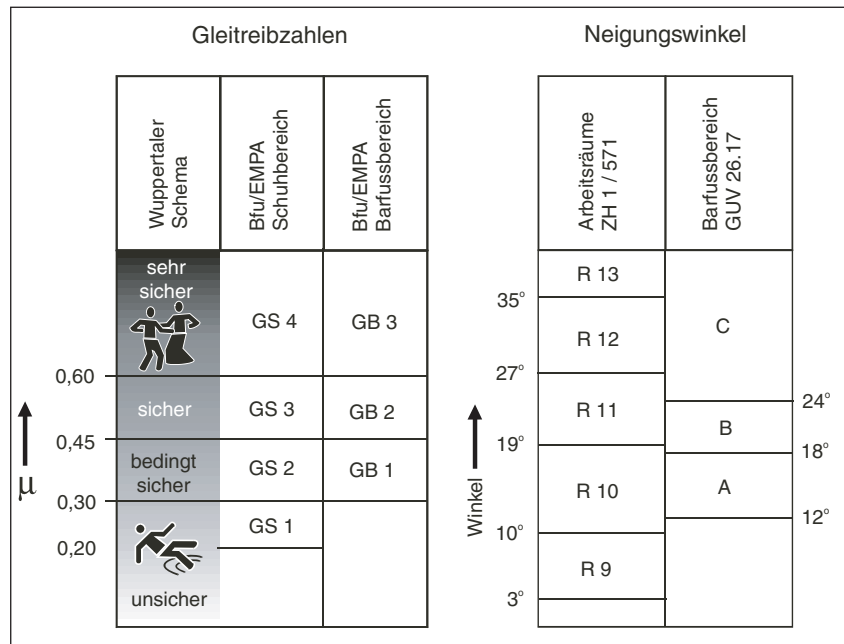 Gleitreibzahlen
Wuppertaler
Schema
Bfu/EMPA
Schuhbereich
Bfu/EMPA
Barfussbereich
sehr
sicher
GS 4
GB 3
0,60
sicher
GS 3
GB 2
0,45
bedingt
sicher
GS 2
GB 1
µ
0,30
GS 1
0,20
unsicher
Neigungswinkel
Arbeitsräume
ZH 1 / 571
Barfussbereich
GUV 26.17
R 13
35°
R 12
C
27°
24°
R 11
B
19°
18°
R 10
A
Winkel
12°
10°
R 9
3°